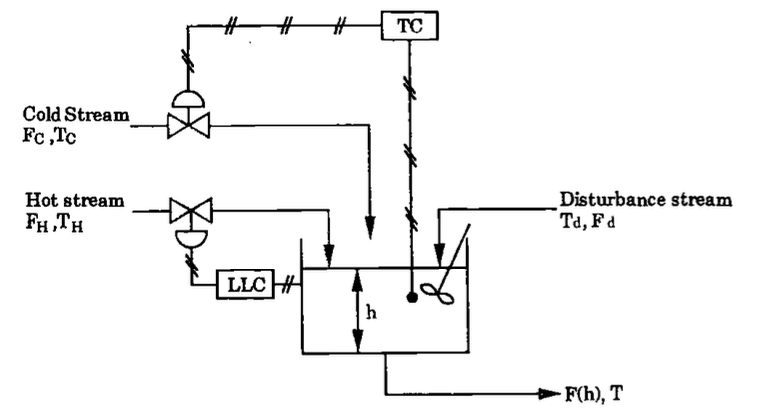 TC
Cold Stream
FC ,TC
Hot stream
FH ,TH
Disturbance stream
Td, Fd
LLC
h
F(h), T